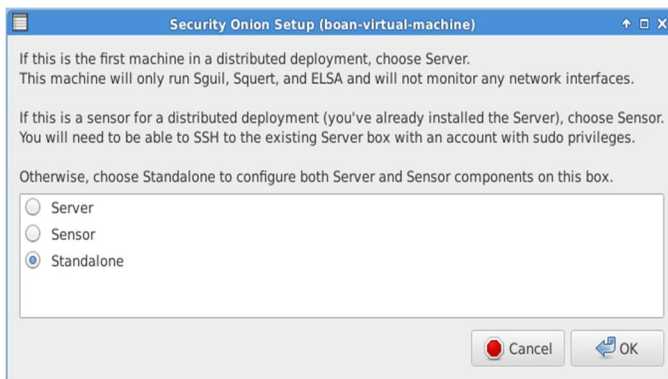 Security Onion Setup (boan-virtual-machine)
If this is the first machine in a distributed deployment, choose Server.
This machine will only run Sguil, Squert, and ELSA and will not monitor any network interfaces.
If this is a sensor for a distributed deployment (you've already installed the Server), choose Sensor.
You will need to be able to SSH to the existing Server box with an account with sudo privileges.
Otherwise, choose Standalone to configure both Server and Sensor components on this box.
Server
Sensor
Standalone
Cancel
OK